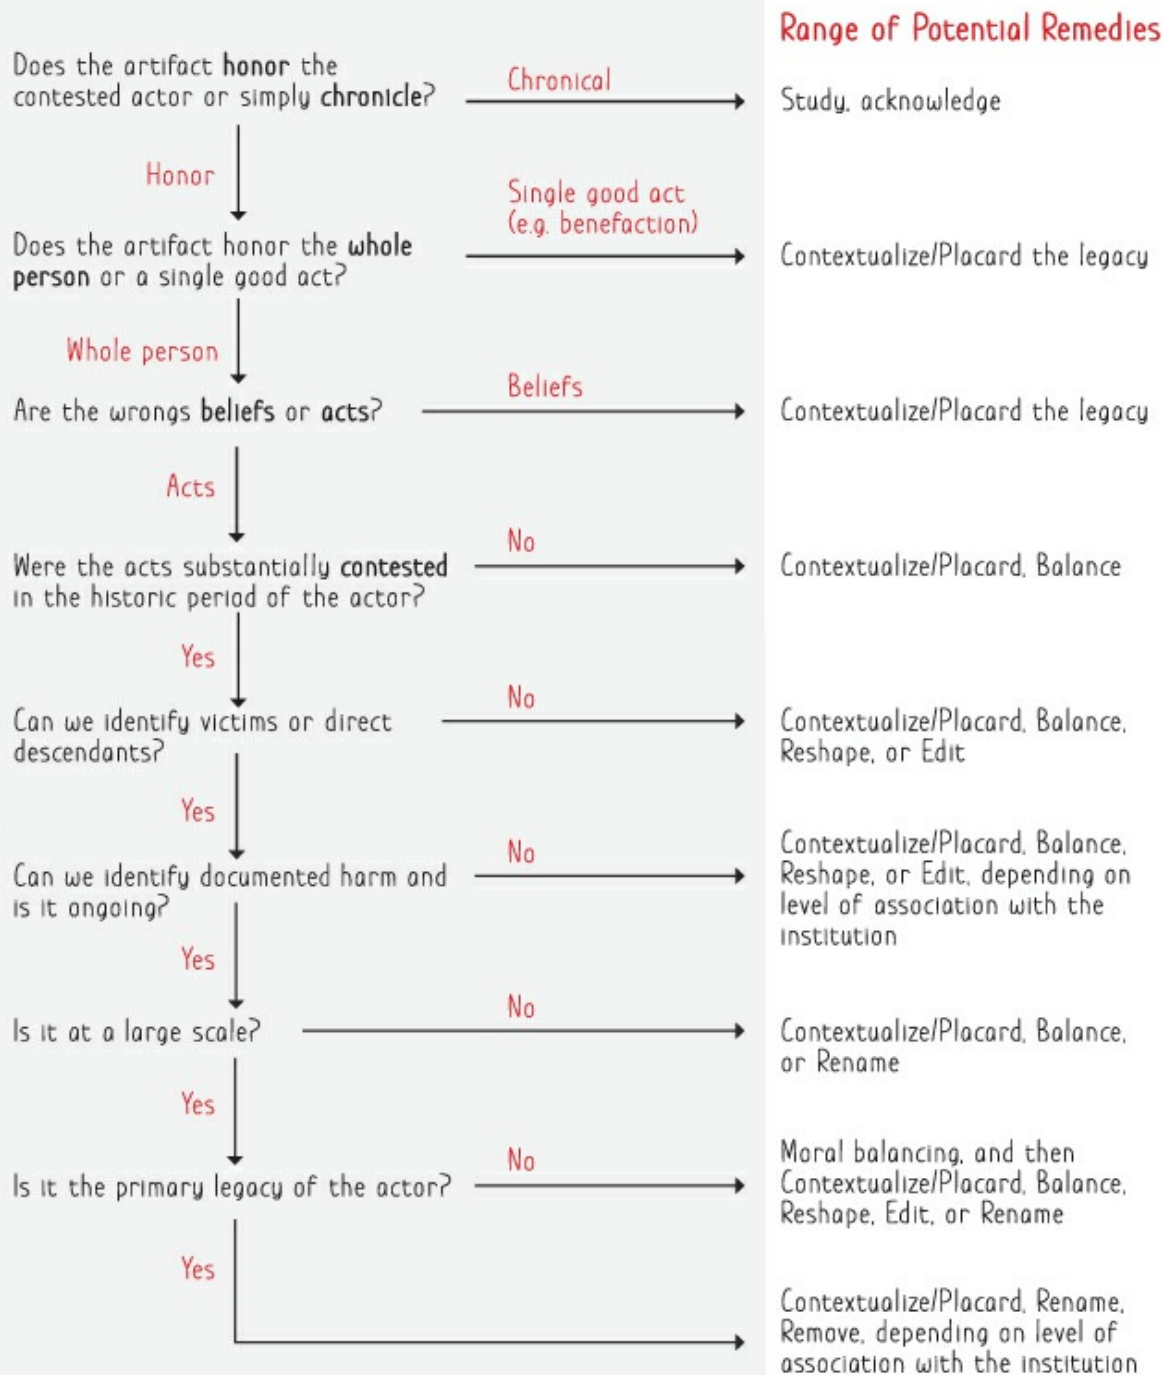 Range of Potential Remedies
Does the artifact honor the
contested actor or simply chronicle?
Chronical
Study, acknowledge
Honor
Single good act
(e.g. benefaction)
Does the artifact honor the whole
person or a single good act?
Contextualize/Placard the legacy
Whole person
Beliefs
Are the wrongs beliefs or acts?
Contextualize/Placard the legacy
Acts
No
Were the acts substantially contested
in the historic period of the actor?
Contextualize/Placard, Balance
Yes
No
Can we identify victims or direct
descendants?
Contextualize/Placard, Balance,
Reshape, or Edit
Yes
No
Can we identify documented harm and
is it ongoing?
Contextualize/Placard, Balance,
Reshape, or Edit, depending on
level of association with the
institution
Yes
No
Is it at a large scale?
Contextualize/Placard, Balance,
or Rename
Yes
No
Is it the primary legacy of the actor?
Moral balancing, and then
Contextualize/Placard, Balance,
Reshape, Edit, or Rename
Yes
Contextualize/Placard, Rename,
Remove, depending on level of
association with the institution